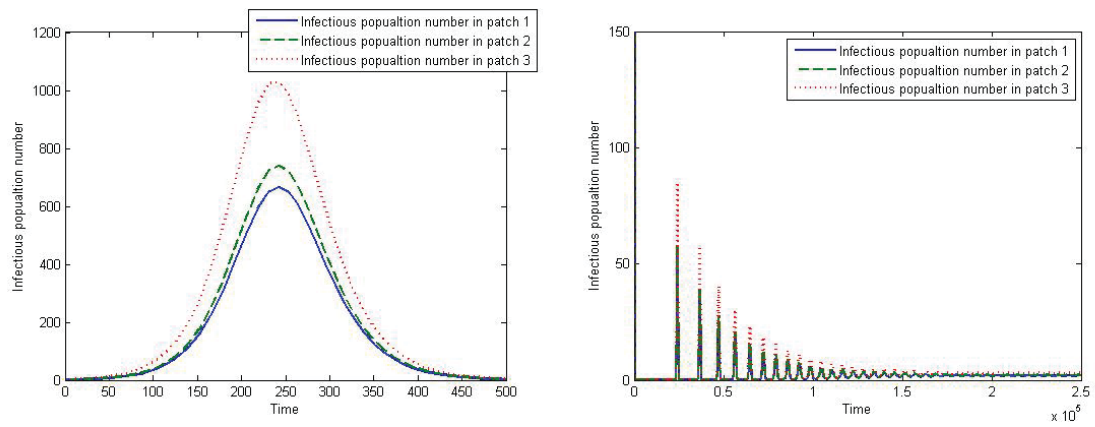 Infectious popualtion number in patch 1
Infectious popualtion number in patch 2
Infectious popualtion number in patch 3
1200
1000
800
600
400
200
0
Infectious popualtion number
0 50 100 150 200 250 300 350 400 450 500
Time
Infectious popualtion number in patch 1
Infectious popualtion number in patch 2
Infectious popualtion number in patch 3
150
100
50
0
Infectious popualtion number
0 0.5 1 1.5 2 2.5
Time
x 10^5